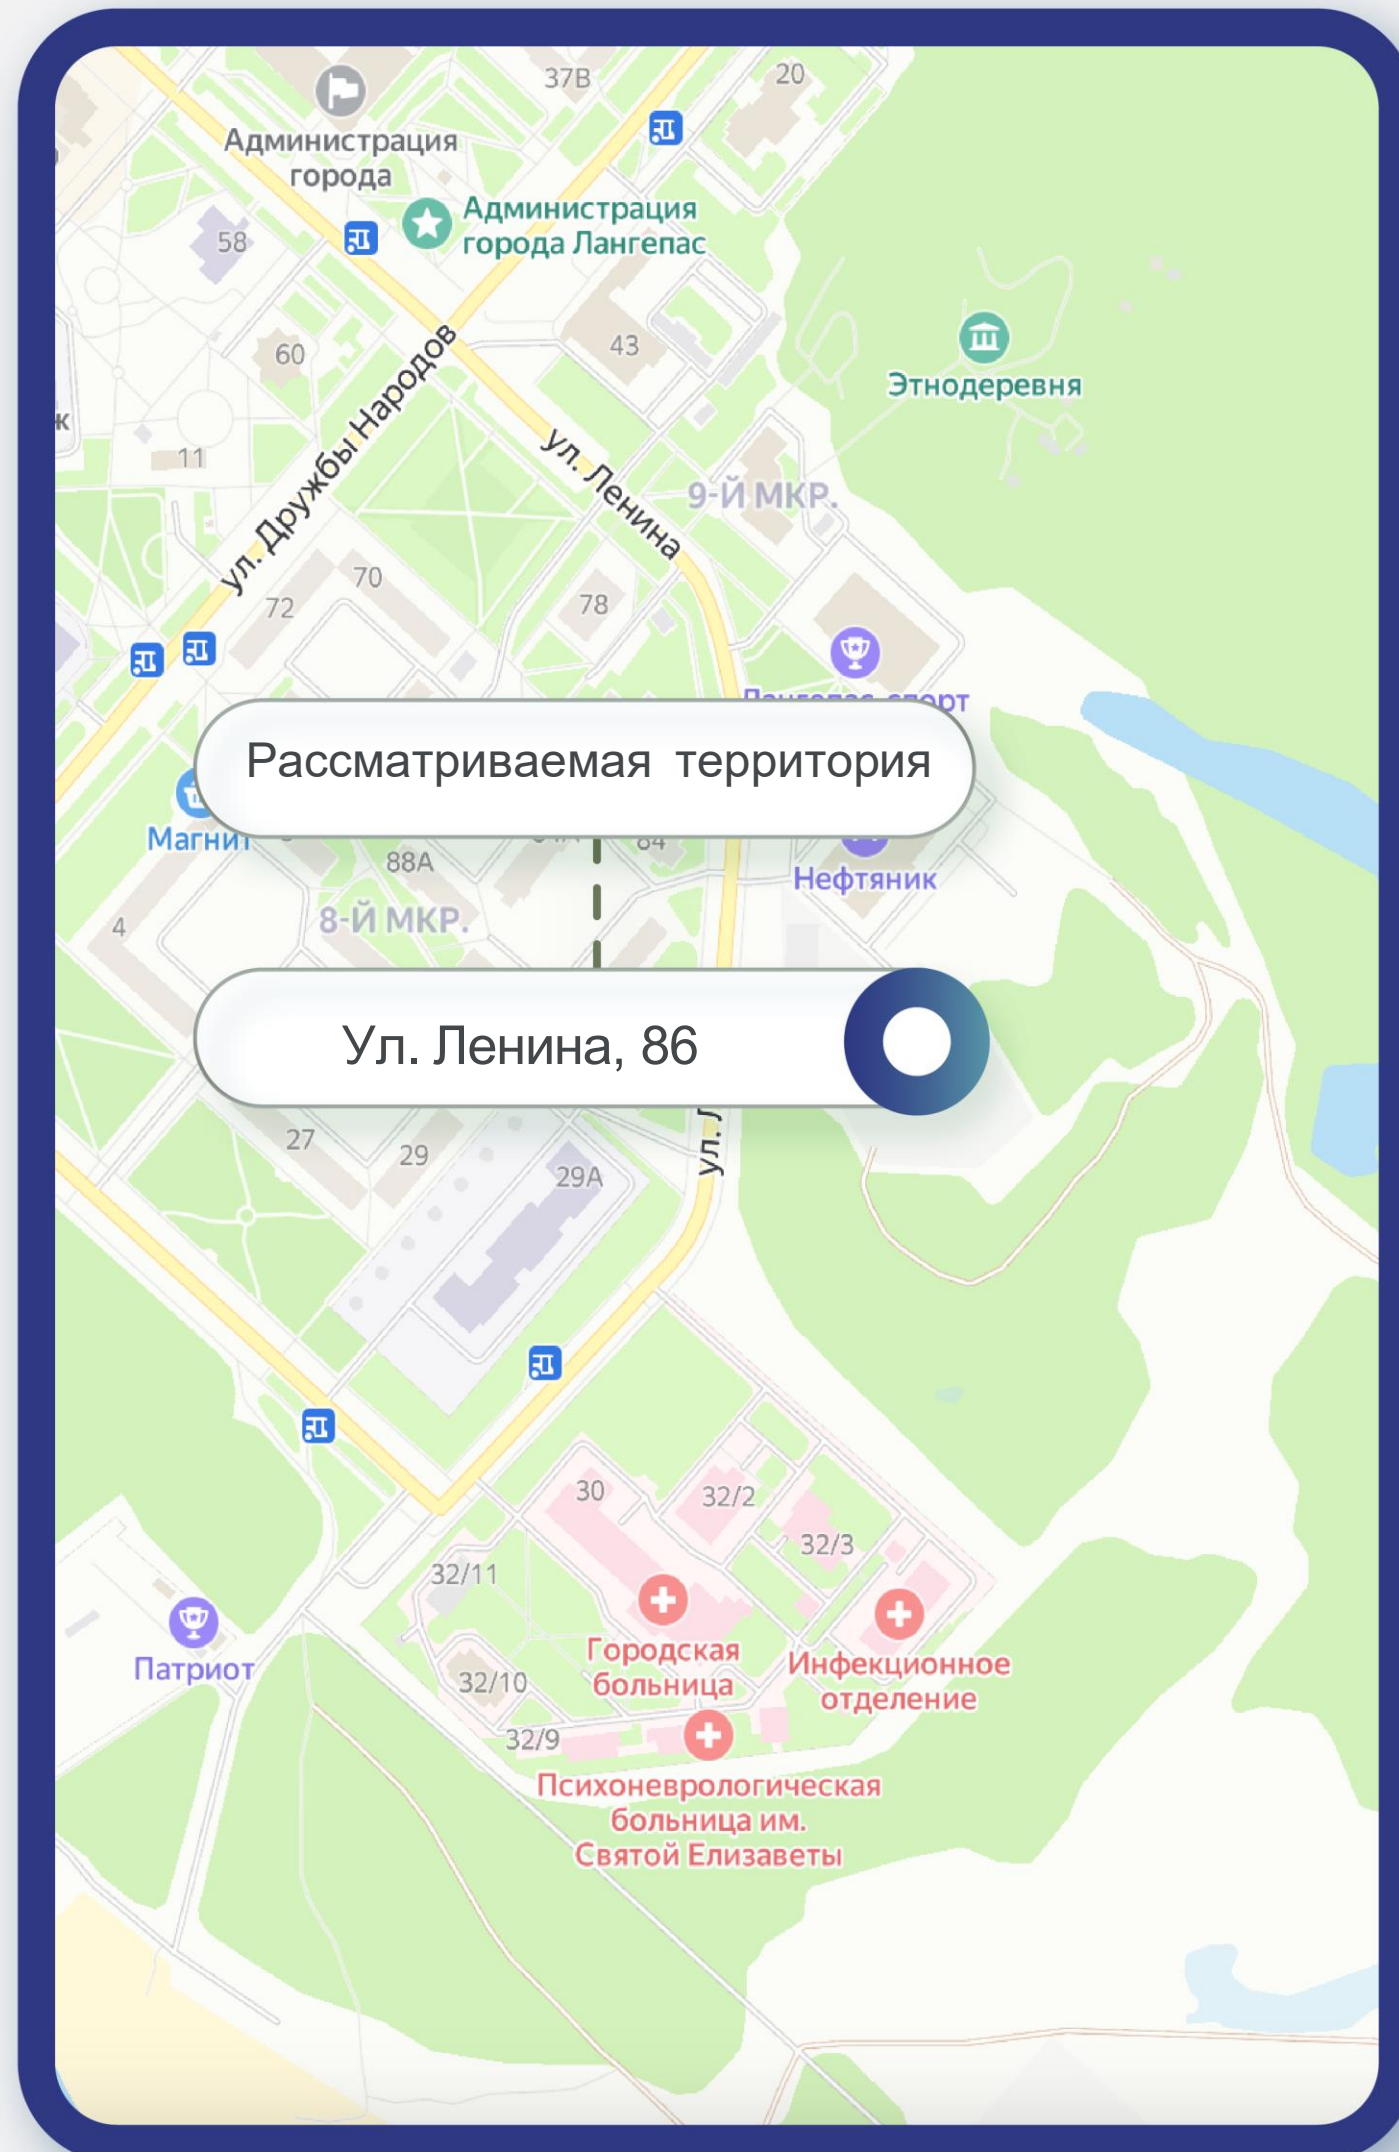 37В
20
Администрация
города
Администрация
города Лангепас
58
43
60
Этнодеревня
ул. Дружбы Народов
11
ул. Ленина
9-Й МКР.
70
72
78
Рассматриваемая территория
Магнит
84
88А
Нефтяник
8-Й МКР.
4
Ул. Ленина, 86
27
29
29А
30
32/2
32/3
32/11
Городская
больница
Инфекционное
отделение
Патриот
32/10
32/9
Психоневрологическая
больница им.
Святой Елизаветы